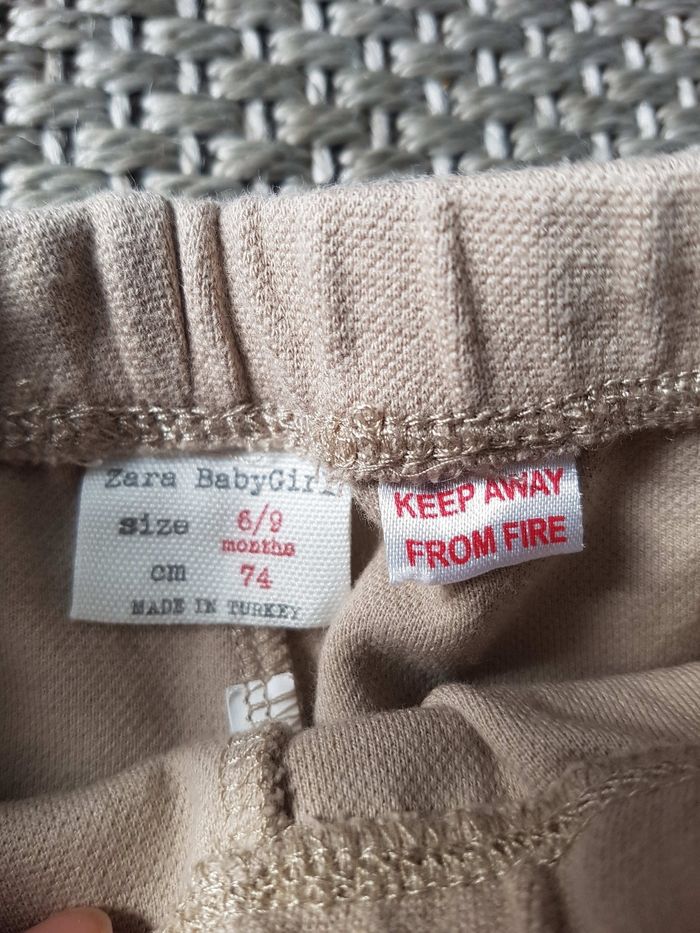 Zara BabyGirl
size 6/9
months
cm 74
MADE IN TURKEY
KEEP AWAY
FROM FIRE